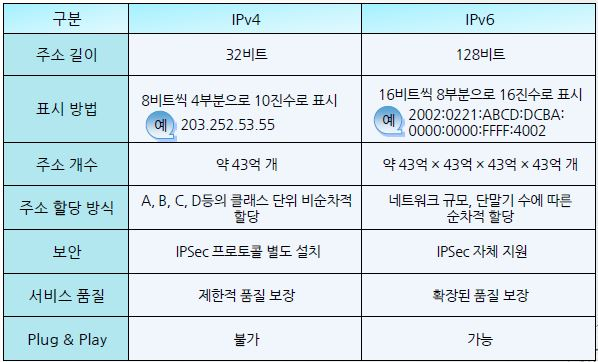 구분 IPv4 IPv6
주소 길이 32비트 128비트
표시 방법 8비트씩 4부분으로 10진수로 표시 16비트씩 8부분으로 16진수로 표시
예 203.252.53.55 예 2002:0221:ABCD:DCBA:
0000:0000:FFFF:4002
주소 개수 약 43억 개 약 43억 × 43억 × 43억 × 43억 개
주소 할당 방식 A, B, C, D등의 클래스 단위 비순차적 네트워크 규모, 단말기 수에 따른
할당 순차적 할당
보안 IPSec 프로토콜 별도 설치 IPSec 자체 지원
서비스 품질 제한적 품질 보장 확장된 품질 보장
Plug & Play 불가 가능